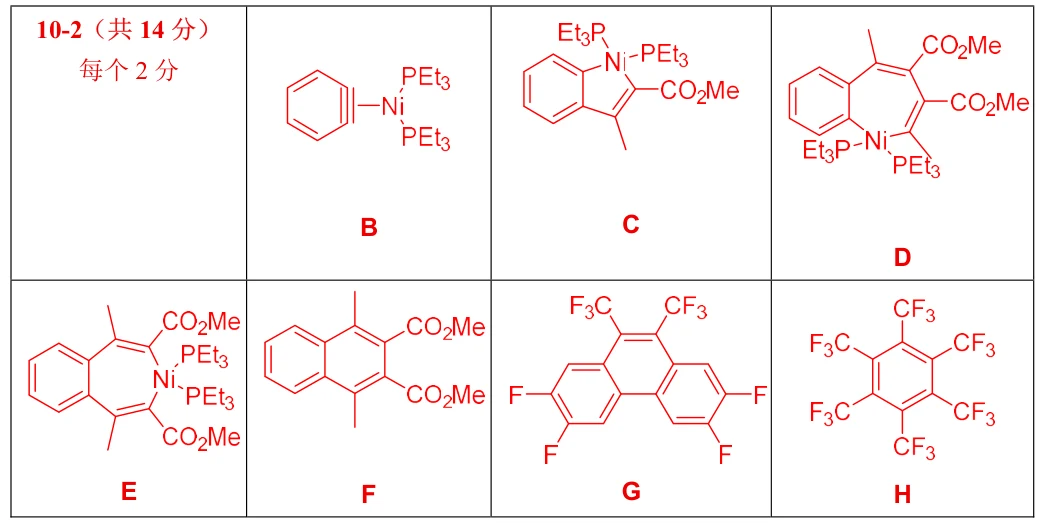 10-2（共 14 分）
每个 2 分
PEt3
Ni
PEt3
B
Et3P
Ni PEt3
CO2Me
C
CO2Me
CO2Me
Ni
Et3P
PEt3
D
CO2Me
PEt3
Ni
PEt3
CO2Me
E
CO2Me
CO2Me
F
F3C CF3
F F
F F
G
CF3
F3C CF3
F3C CF3
CF3
H